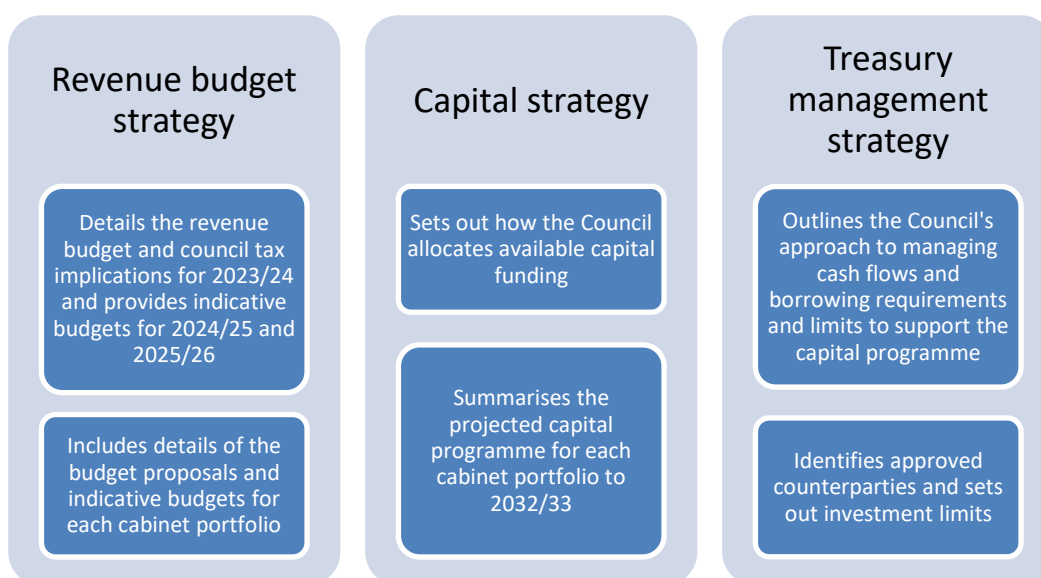 Revenue budget
strategy
Details the revenue
budget and council tax
implications for 2023/24
and provides indicative
budgets for 2024/25 and
2025/26
Includes details of the
budget proposals and
indicative budgets for
each cabinet portfolio
Capital strategy
Sets out how the Council
allocates available capital
funding
Summarises the
projected capital
programme for each
cabinet portfolio to
2032/33
Treasury
management
strategy
Outlines the Council's
approach to managing
cash flows and
borrowing requirements
and limits to support the
capital programme
Identifies approved
counterparties and sets
out investment limits